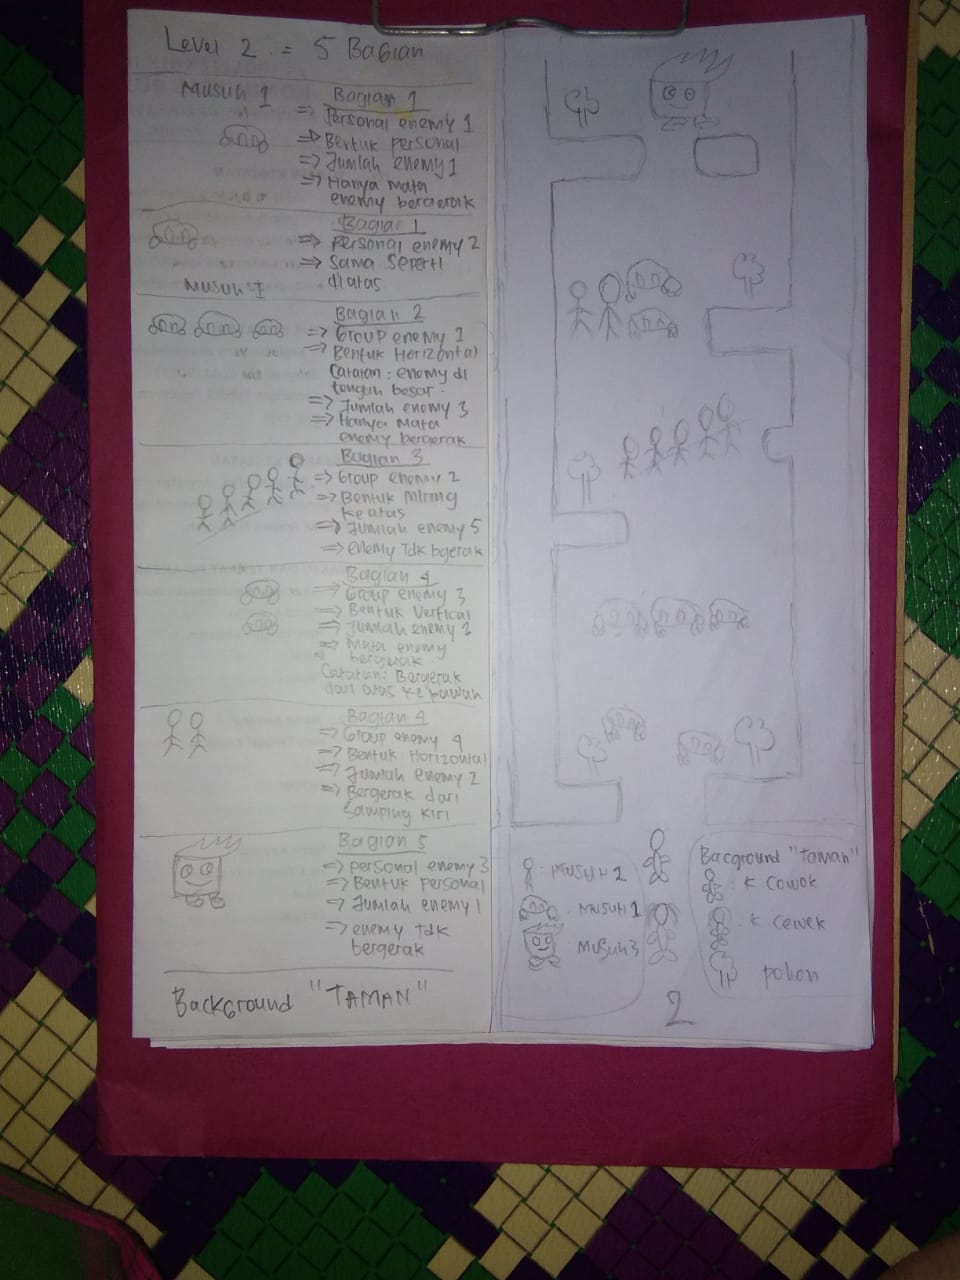 Level 2 = 5 Bagian
Musuh 1
Bagian 1
⇒ Personal enemy 1
⇒ Bentuk personal
⇒ Jumlah enemy 1
⇒ Hanya mata
enemy bergerak
Bagian 1
⇒ Personal enemy 2
⇒ Sama seperti
diatas
Musuh I
Bagian 2
⇒ Group enemy 1
⇒ Bentuk Horizontal
Catatan : enemy di
tengah besar.
⇒ Jumlah enemy 3
⇒ Hanya mata
enemy bergerak
Bagian 3
⇒ Group enemy 2
⇒ Bentuk Miring
keatas
⇒ Jumlah enemy 5
⇒ enemy tdk bgerak
Bagian 4
⇒ Group enemy 3
⇒ Bentuk Vertical
⇒ Jumlah enemy 2
⇒ Mata enemy
bergerak.
Catatan: Bergerak
dari atas ke bawah
Bagian 4
⇒ Group enemy 4
⇒ Bentuk Horizontal
⇒ Jumlah enemy 2
⇒ Bergerak dari
samping kiri
Bagian 5
⇒ personal enemy 3
⇒ Bentuk personal
⇒ Jumlah enemy 1
⇒ enemy tdk
bergerak
Background "TAMAN"
Musuh 2
Musuh 1
Musuh 3
Bacground "Taman"
: K Cowok
: K Cewek
pohon
2